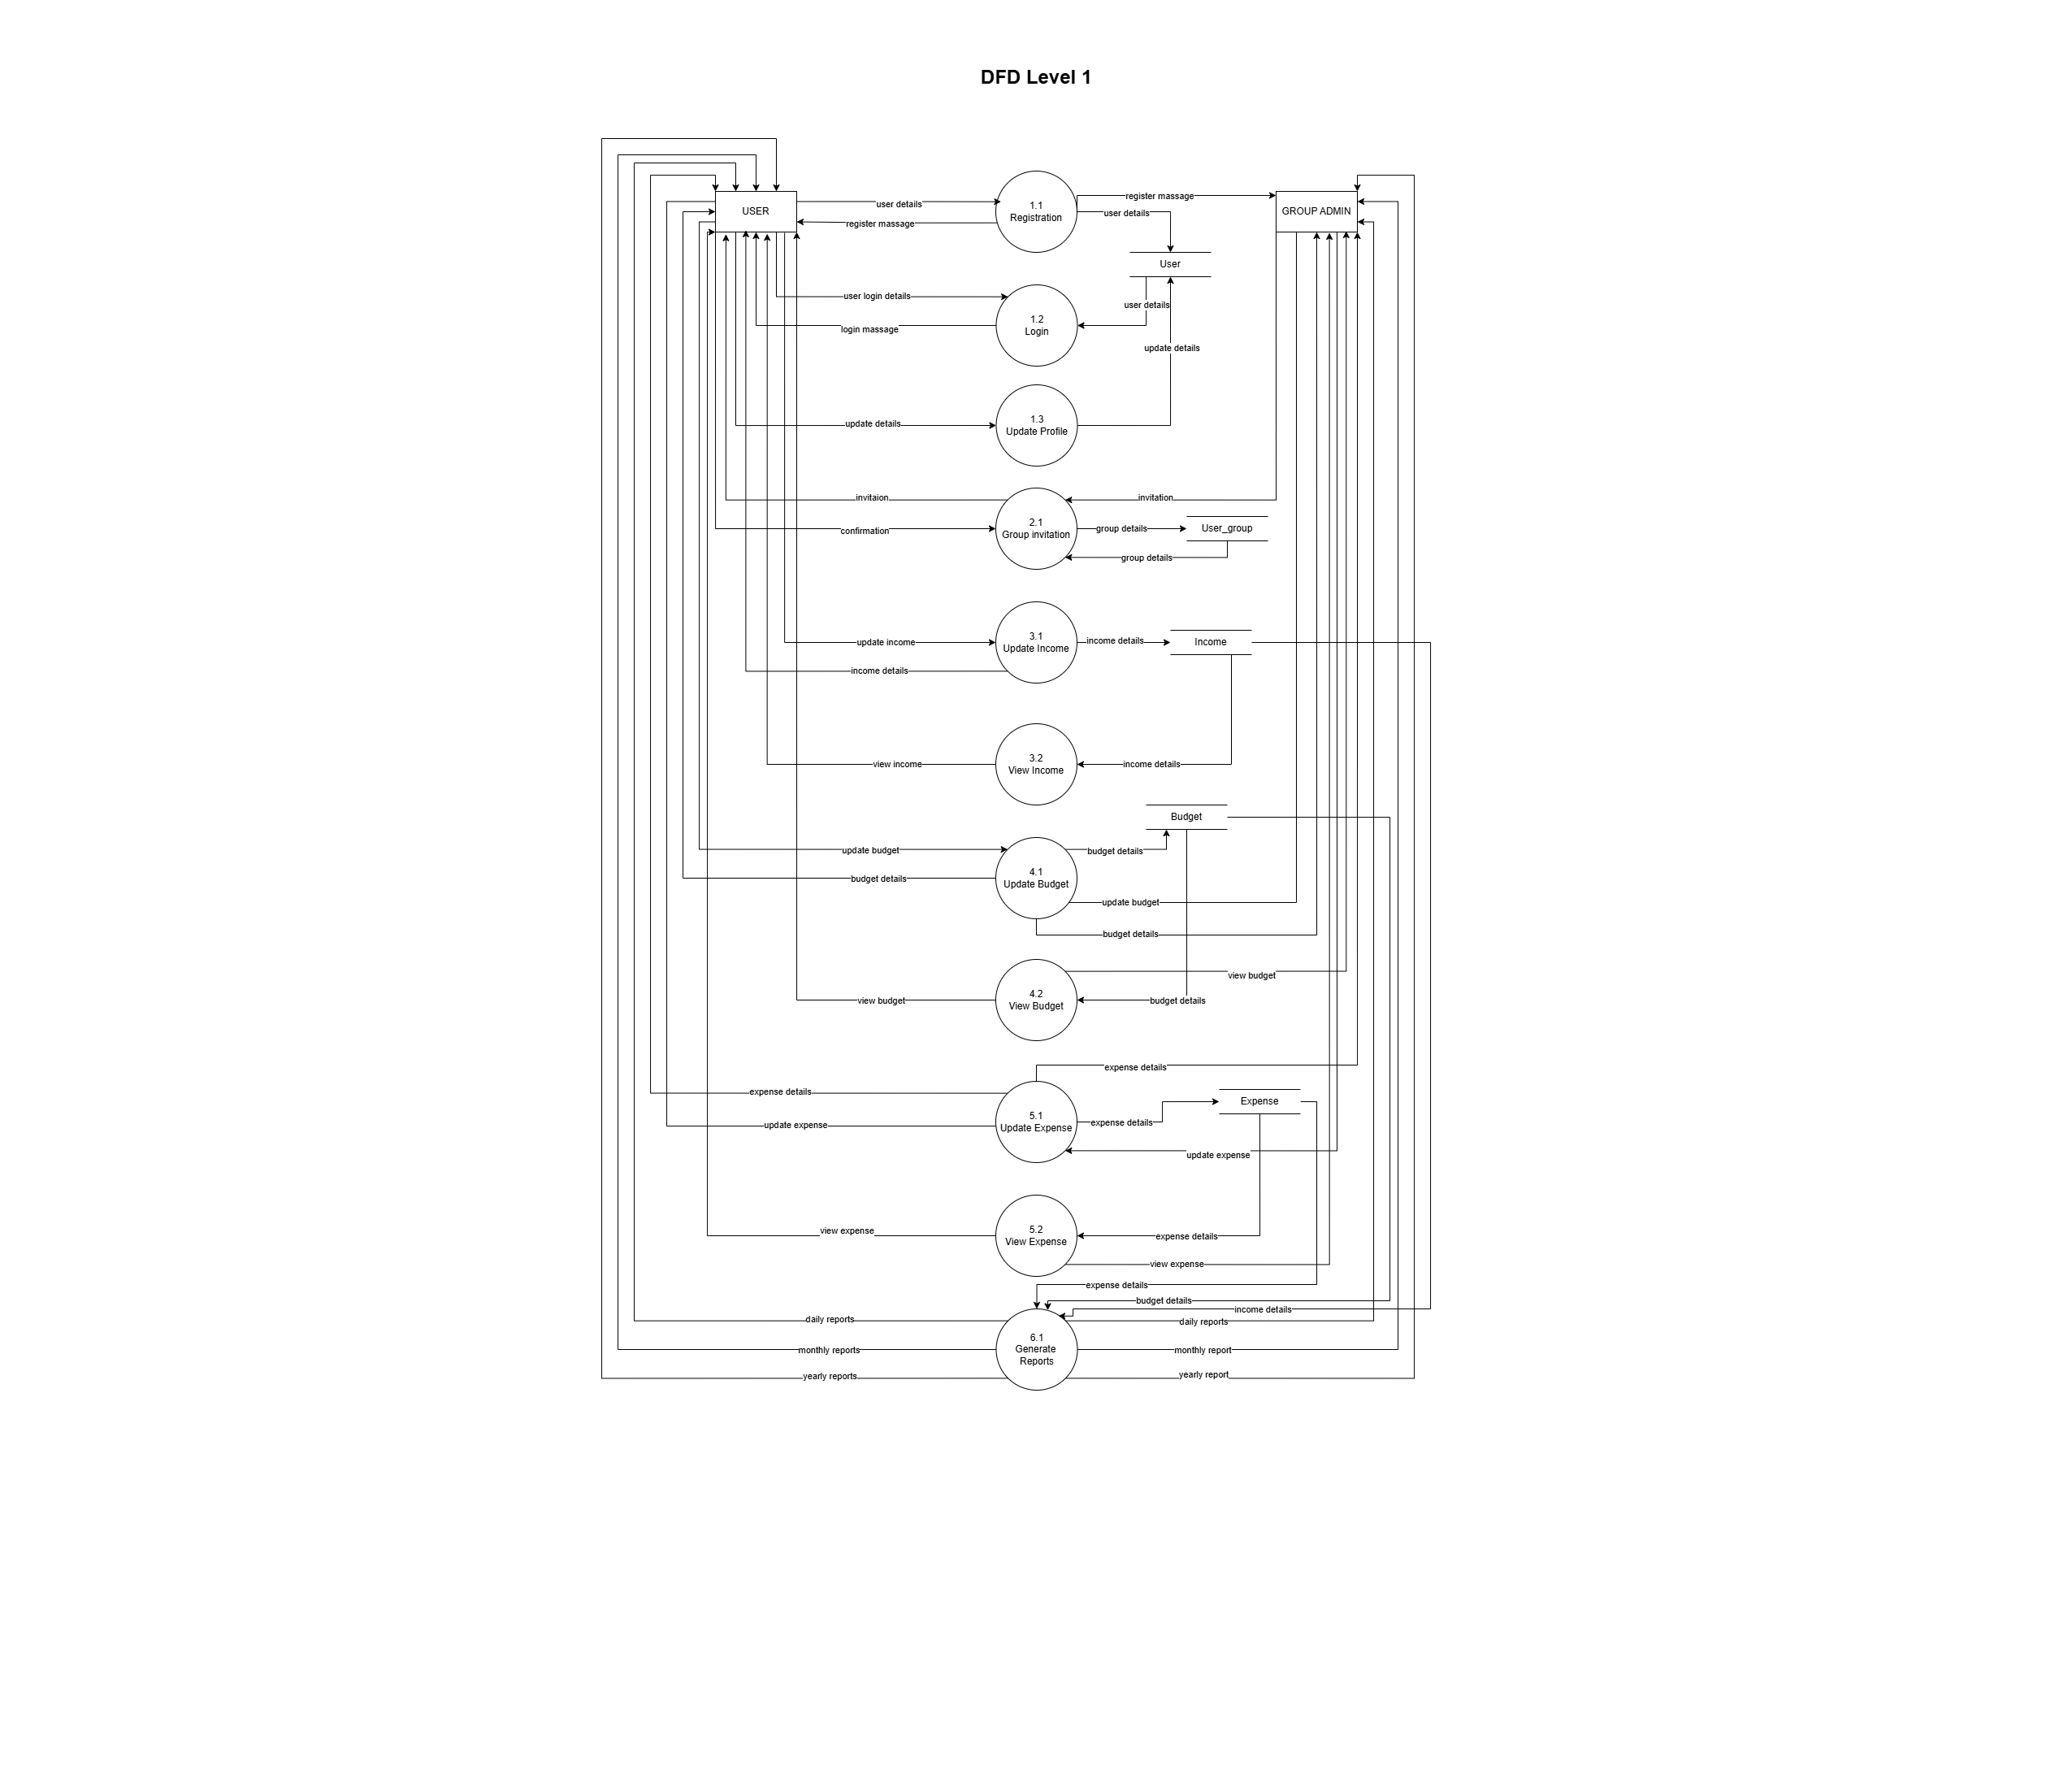 DFD Level 1
USER
user details
register massage
1.1
Registration
register massage
user details
GROUP ADMIN
User
user login details
login massage
1.2
Login
user details
update details
update details
1.3
Update Profile
invitaion
confirmation
2.1
Group invitation
invitation
group details
User_group
group details
update income
income details
3.1
Update Income
income details
Income
view income
3.2
View Income
income details
Budget
update budget
budget details
4.1
Update Budget
budget details
update budget
budget details
view budget
4.2
View Budget
view budget
budget details
expense details
expense details
update expense
5.1
Update Expense
expense details
Expense
update expense
view expense
5.2
View Expense
expense details
view expense
expense details
budget details
income details
daily reports
monthly reports
yearly reports
6.1
Generate
Reports
daily reports
monthly report
yearly report